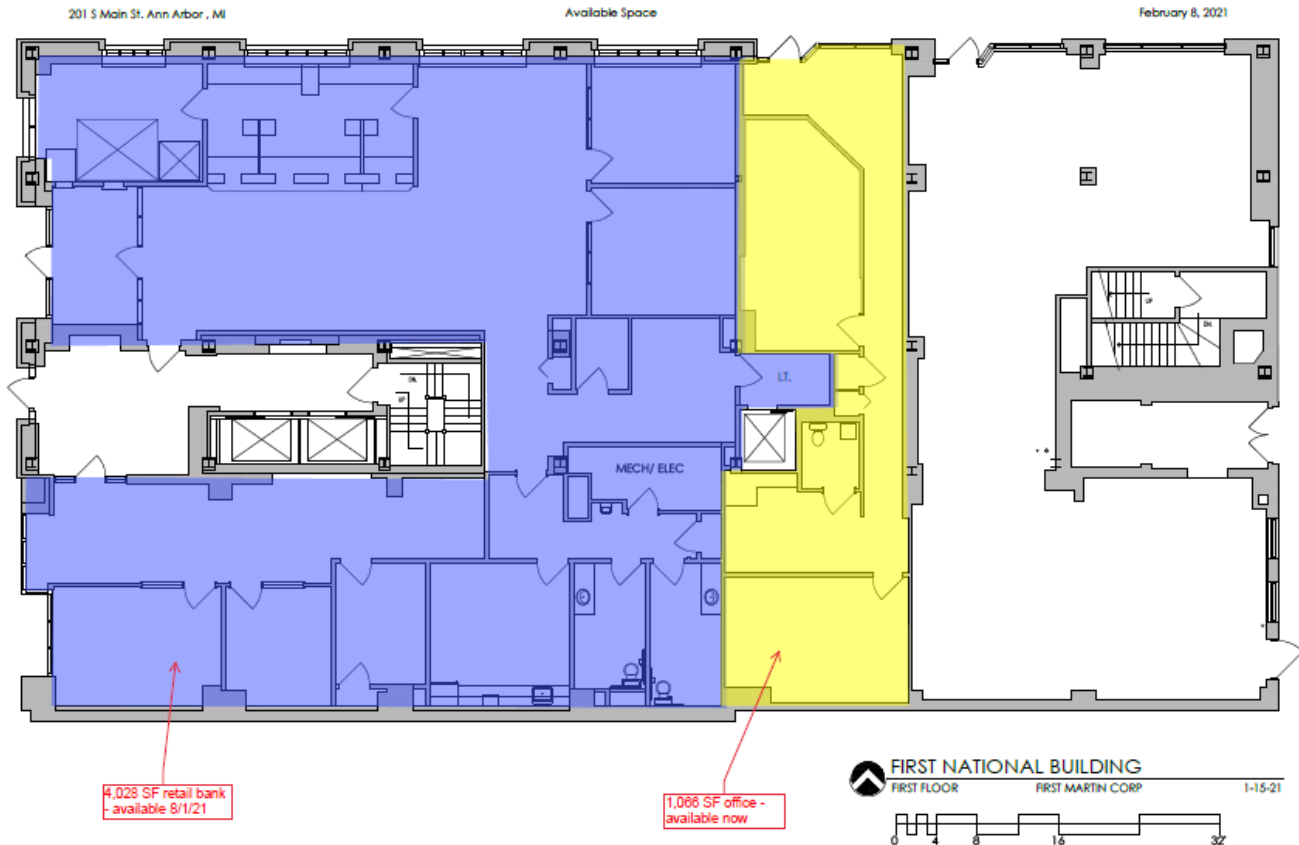 201 S Main St. Ann Arbor , MI
Available Space
February 8, 2021
UP
DN.
DN.
UP
I.T.
MECH/ ELEC
4,028 SF retail bank
- available 8/1/21
1,066 SF office -
available now
FIRST NATIONAL BUILDING
FIRST FLOOR
FIRST MARTIN CORP
1-15-21
0 4 8 16 32'